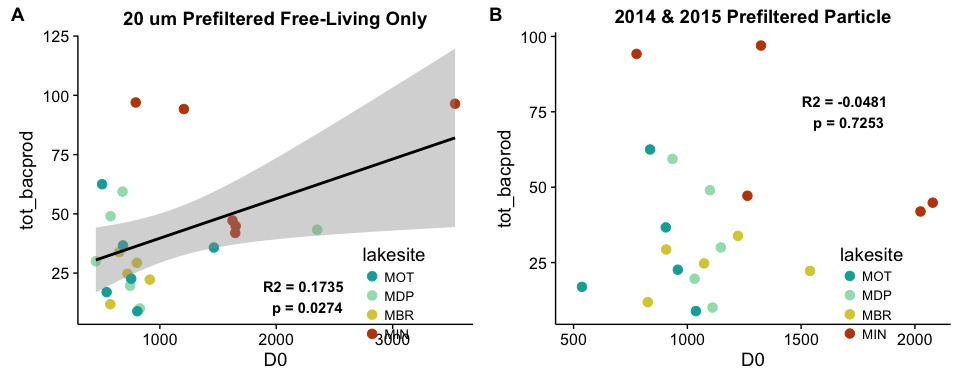 A
20 um Prefiltered Free-Living Only
125
100
75
50
25
tot_bacprod
lakesite
MOT
MDP
MBR
MIN
R2 = 0.1735
p = 0.0274
1000
2000
3000
D0
B
2014 & 2015 Prefiltered Particle
100
75
50
25
tot_bacprod
R2 = -0.0481
p = 0.7253
lakesite
MOT
MDP
MBR
MIN
500
1000
1500
2000
D0